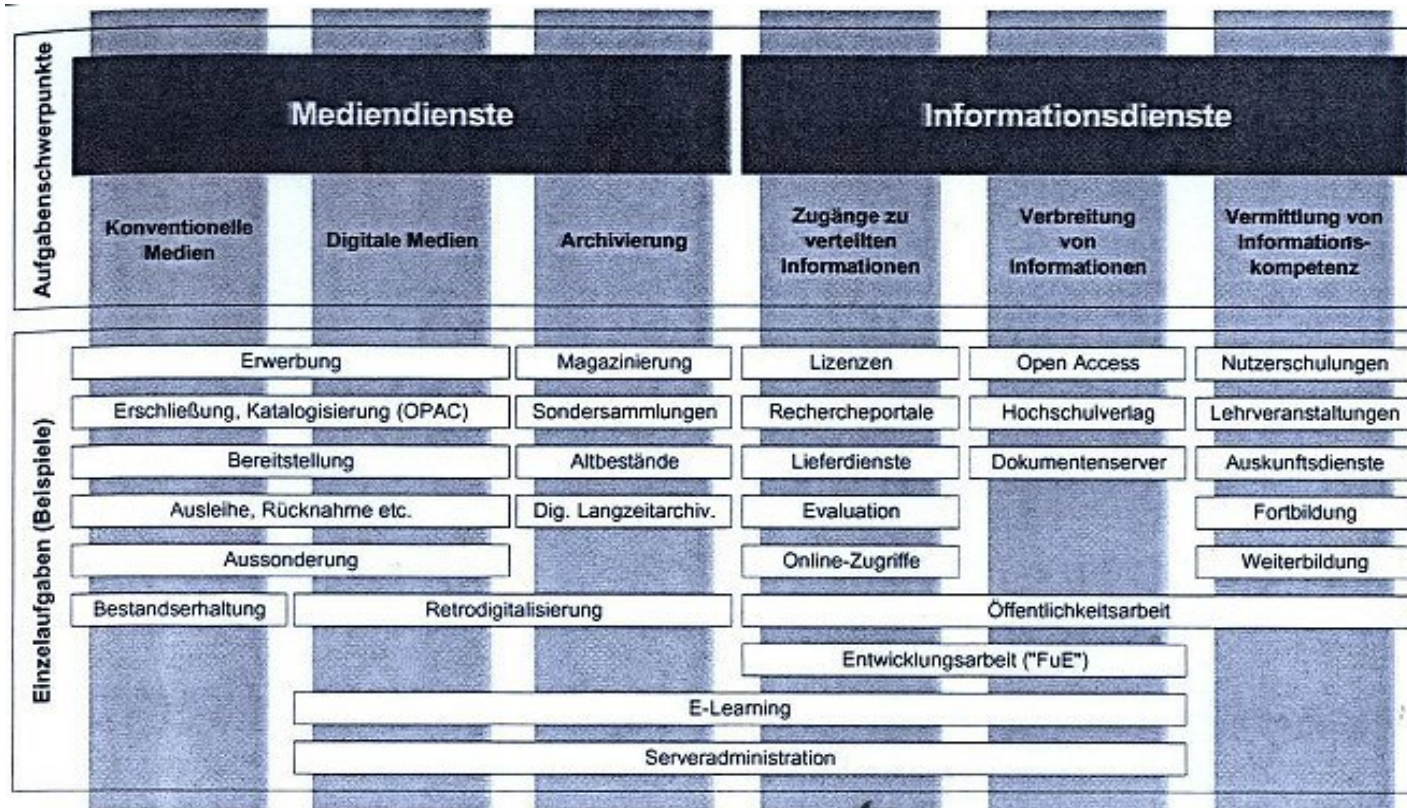 Aufgabenschwerpunkte
Mediendienste
Informationsdienste
Konventionelle
Medien
Digitale Medien
Archivierung
Zugänge zu
verteilten
Informationen
Verbreitung
von
Informationen
Vermittlung von
Informations-
kompetenz
Einzelaufgaben (Beispiele)
Erwerbung
Magazinierung
Lizenzen
Open Access
Nutzerschulungen
Erschließung, Katalogisierung (OPAC)
Sondersammlungen
Rechercheportale
Hochschulverlag
Lehrveranstaltungen
Bereitstellung
Altbestände
Lieferdienste
Dokumentenserver
Auskunftsdienste
Ausleihe, Rücknahme etc.
Dig. Langzeitarchiv.
Evaluation
Fortbildung
Aussonderung
Online-Zugriffe
Weiterbildung
Bestandserhaltung
Retrodigitalisierung
Öffentlichkeitsarbeit
Entwicklungsarbeit ("FuE")
E-Learning
Serveradministration